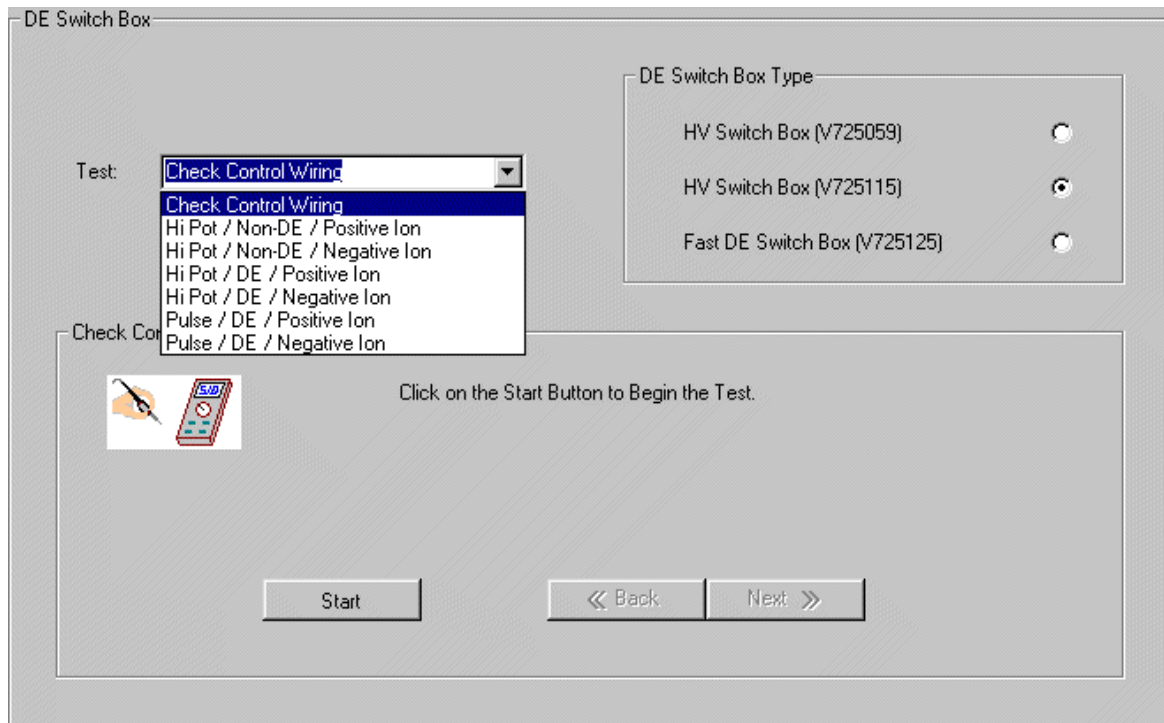 DE Switch Box
DE Switch Box Type
HV Switch Box (V725059)
HV Switch Box (V725115)
Fast DE Switch Box (V725125)
Test:
Check Control Wiring
Check Control Wiring
Hi Pot / Non-DE / Positive Ion
Hi Pot / Non-DE / Negative Ion
Hi Pot / DE / Positive Ion
Hi Pot / DE / Negative Ion
Pulse / DE / Positive Ion
Pulse / DE / Negative Ion
Check Con
Click on the Start Button to Begin the Test.
Start
Back
Next